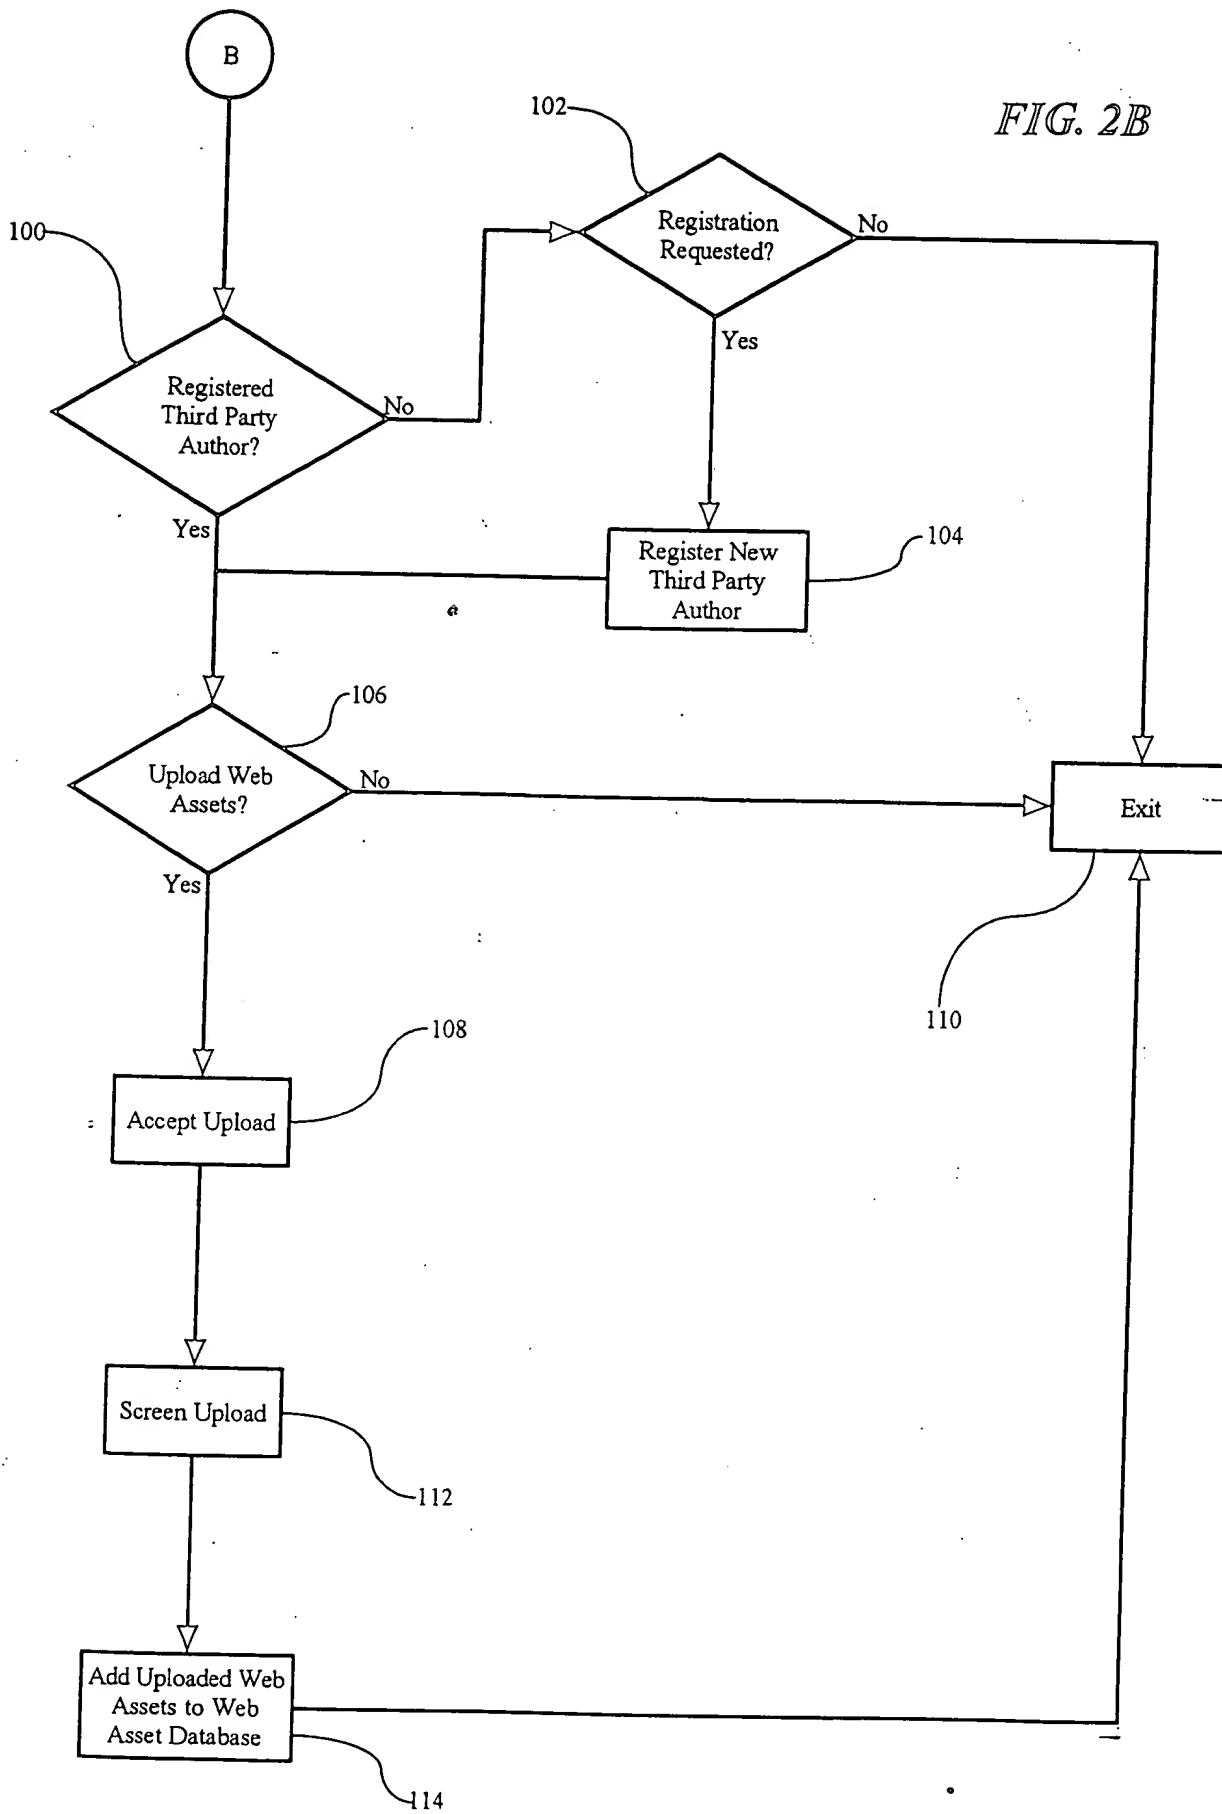 B
FIG. 2B
102
Registration
Requested?
No
100
Yes
Registered
Third Party
Author?
No
Yes
Register New
Third Party
Author
104
106
Upload Web
Assets?
No
Exit
Yes
110
108
Accept Upload
Screen Upload
112
Add Uploaded Web
Assets to Web
Asset Database
114